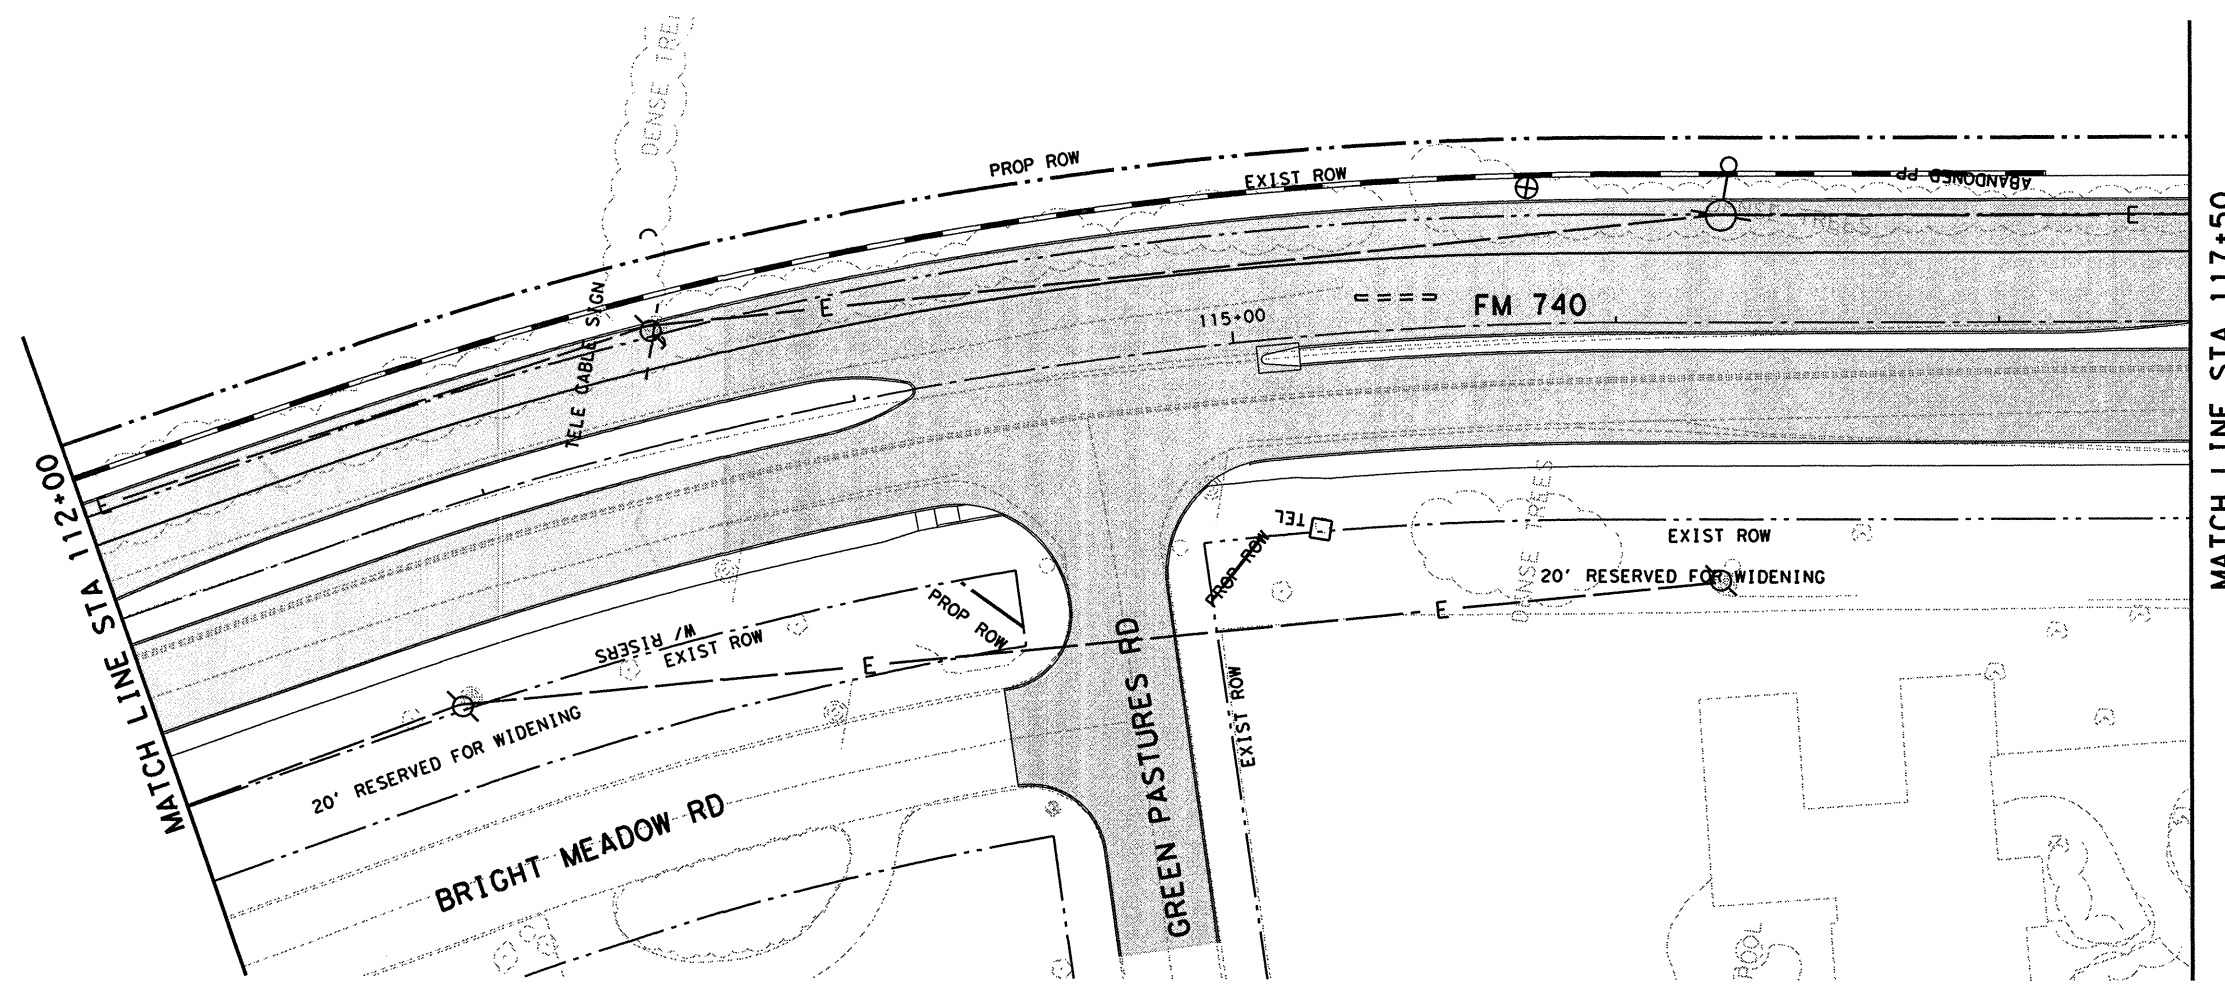 DENSE TREE
PROP ROW
EXIST ROW
ABANDONED PP
DENSE TREES
E
MATCH LINE STA 117+50
TELE CABLE SIGN
E
FM 740
115+00
MATCH LINE STA 112+00
E
TEL
PROP ROW
EXIST ROW
20' RESERVED FOR WIDENING
DENSE TREES
E
PROP ROW
W/ RISERS
EXIST ROW
E
20' RESERVED FOR WIDENING
EXIST ROW
GREEN PASTURES RD
BRIGHT MEADOW RD
POOL